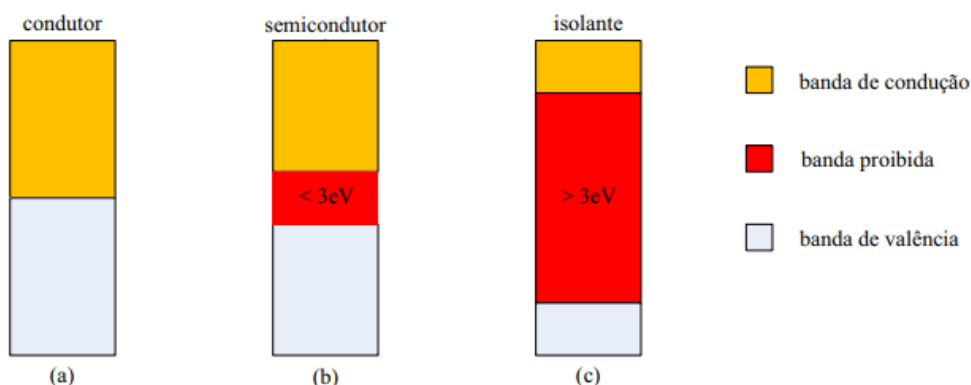 condutor
semicondutor
isolante
banda de condução
banda proibida
< 3eV
> 3eV
banda de valência
(a)
(b)
(c)